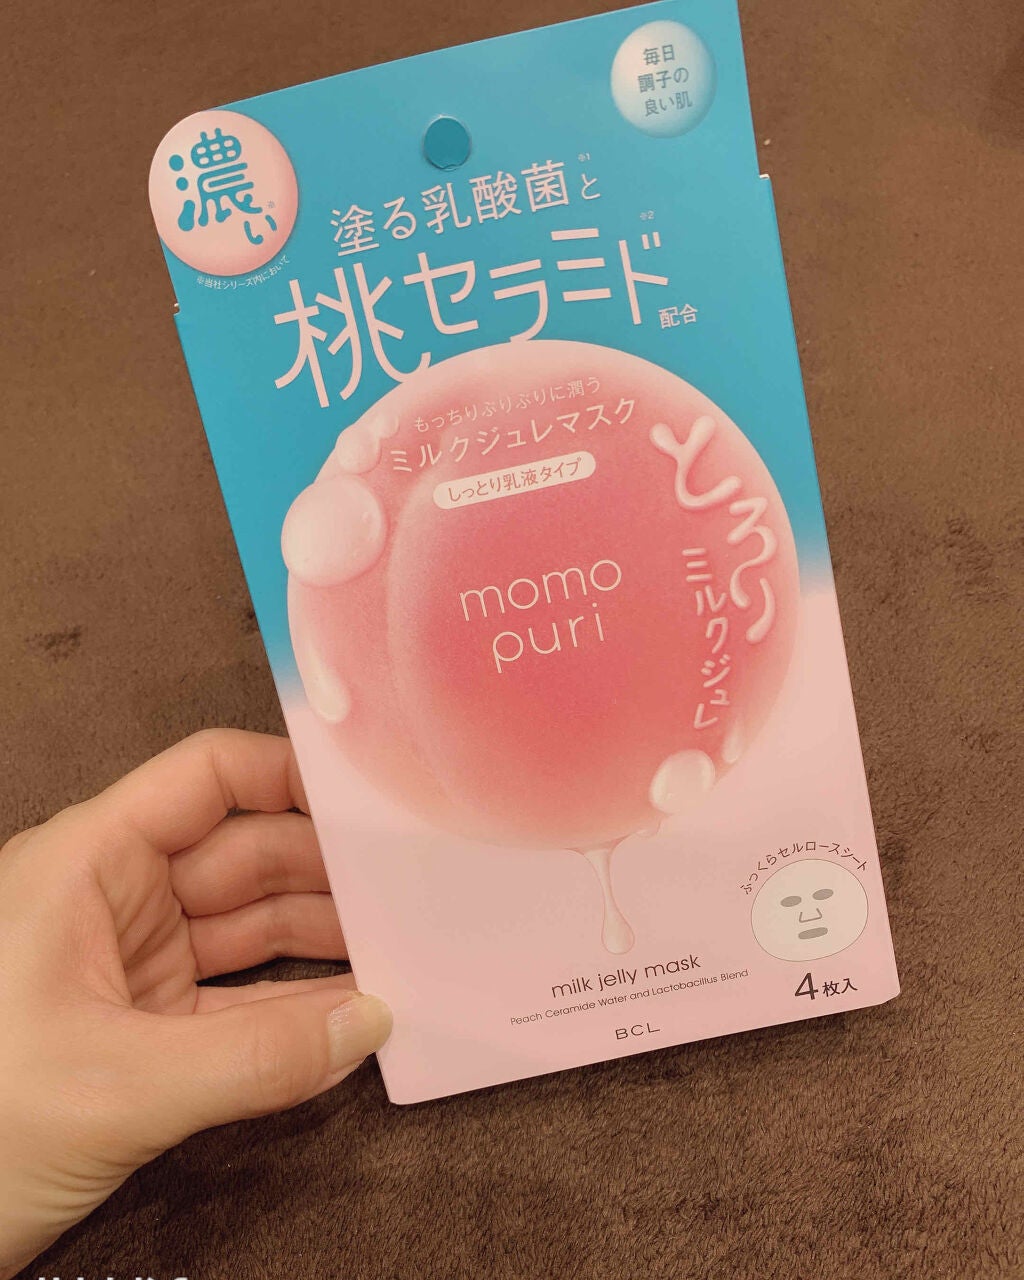 濃い※
※当社シリーズ内において
毎日
調子の
良い肌
塗る乳酸菌※1と
桃セラミド※2配合
もっちりぷりぷりに潤う
ミルクジュレマスク
しっとり乳液タイプ
とろり
ミルクジュレ
momo
puri
ぷっくらセルロースシート
4枚入
milk jelly mask
Peach Ceramide Water and Lactobacillus Blend
BCL